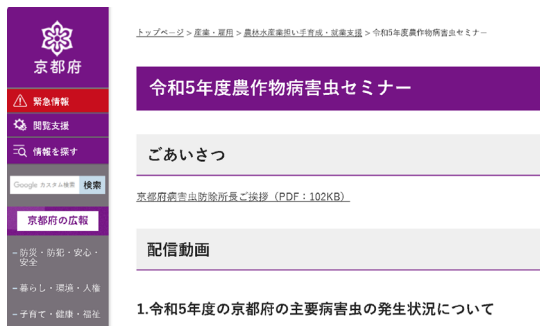 京都府
緊急情報
閲覧支援
情報を探す
Google カスタム検索 検索
京都府の広報
－防災・防犯・安心・
安全
－暮らし・環境・人権
－子育て・健康・福祉
トップページ > 産業・雇用 > 農林水産業担い手育成・就業支援 > 令和5年度農作物病害虫セミナー
令和5年度農作物病害虫セミナー
ごあいさつ
京都府病害虫防除所長ご挨拶（PDF：102KB）
配信動画
1.令和5年度の京都府の主要病害虫の発生状況について